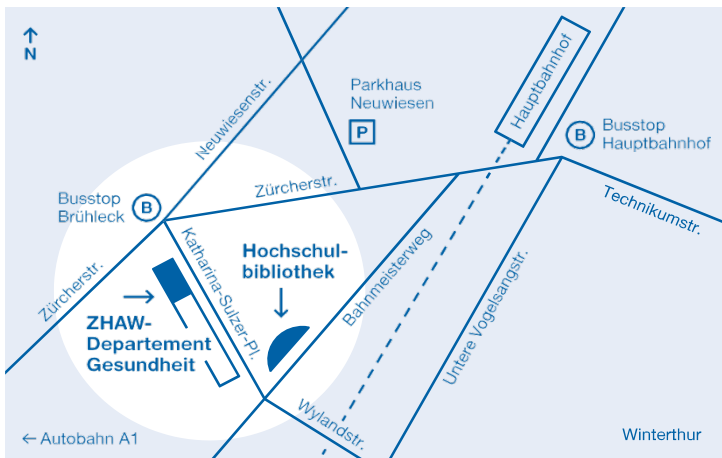 N
Neuwiesenstr.
Parkhaus
Neuwiesen
P
Hauptbahnhof
B
Busstop
Hauptbahnhof
Busstop
Brühleck
B
Zürcherstr.
Technikumstr.
Zürcherstr.
Katharina-Sulzer-Pl.
Hochschul-
bibliothek
Bahnmeisterweg
Untere Vogelsangstr.
ZHAW-
Departement
Gesundheit
Wylandstr.
← Autobahn A1
Winterthur